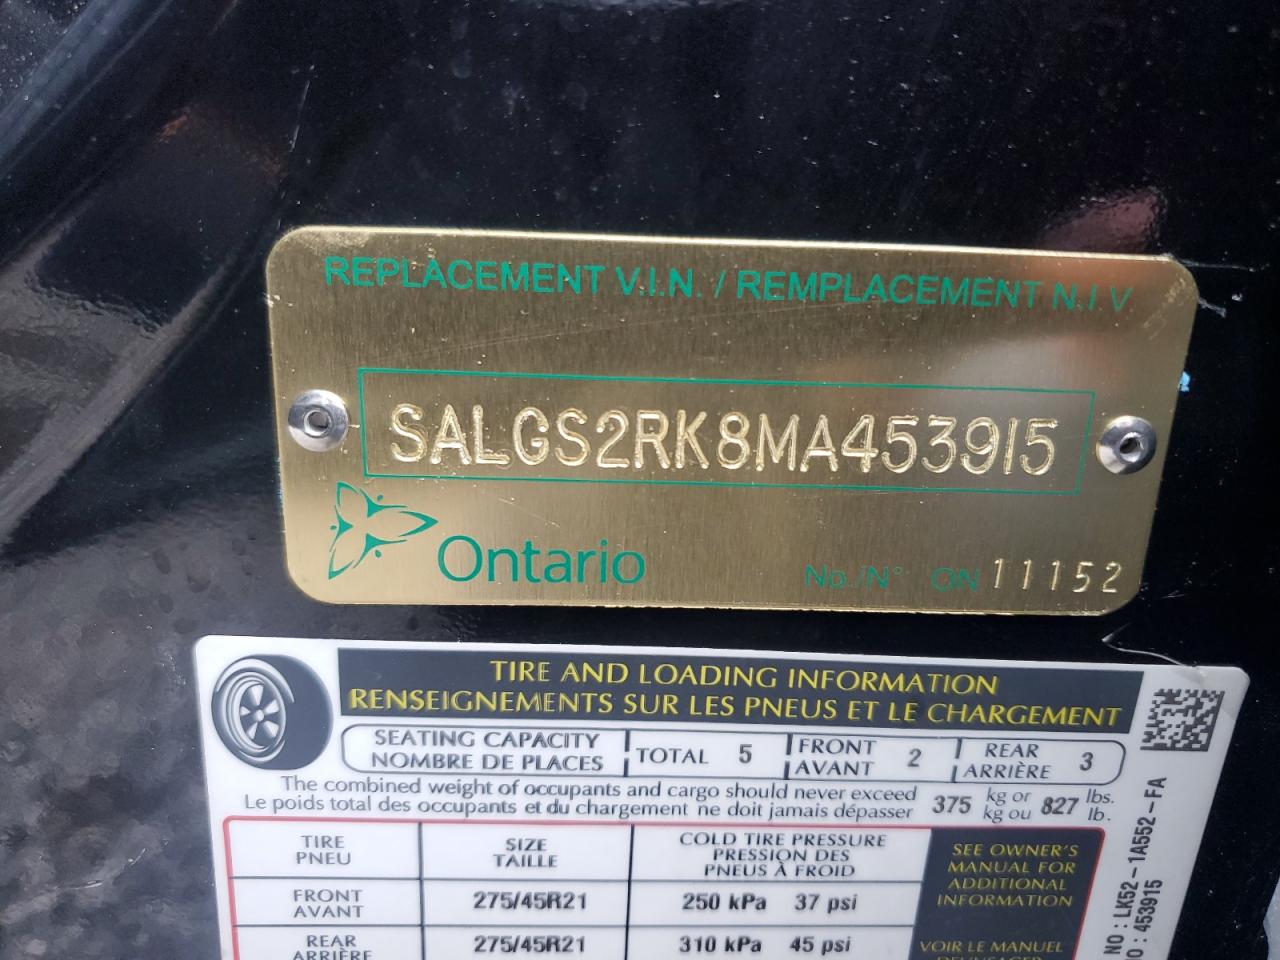 REPLACEMENT V.I.N. / REMPLACEMENT N.I V
SALGS2RK8MA453915
Ontario
No./N° ON 11152
TIRE AND LOADING INFORMATION
RENSEIGNEMENTS SUR LES PNEUS ET LE CHARGEMENT
SEATING CAPACITY
NOMBRE DE PLACES
TOTAL 5
FRONT
AVANT 2
REAR
ARRIÈRE 3
The combined weight of occupants and cargo should never exceed
Le poids total des occupants et du chargement ne doit jamais dépasser
375 kg or
kg ou
827 lbs.
lb.
TIRE
PNEU
SIZE
TAILLE
COLD TIRE PRESSURE
PRESSION DES
PNEUS À FROID
SEE OWNER'S
MANUAL FOR
ADDITIONAL
INFORMATION
FRONT
AVANT
275/45R21
250 kPa 37 psi
REAR
ARRIÈRE
275/45R21
310 kPa 45 psi
VOIR LE MANUEL
NO : LK52-1A552-FA
NO : 453915